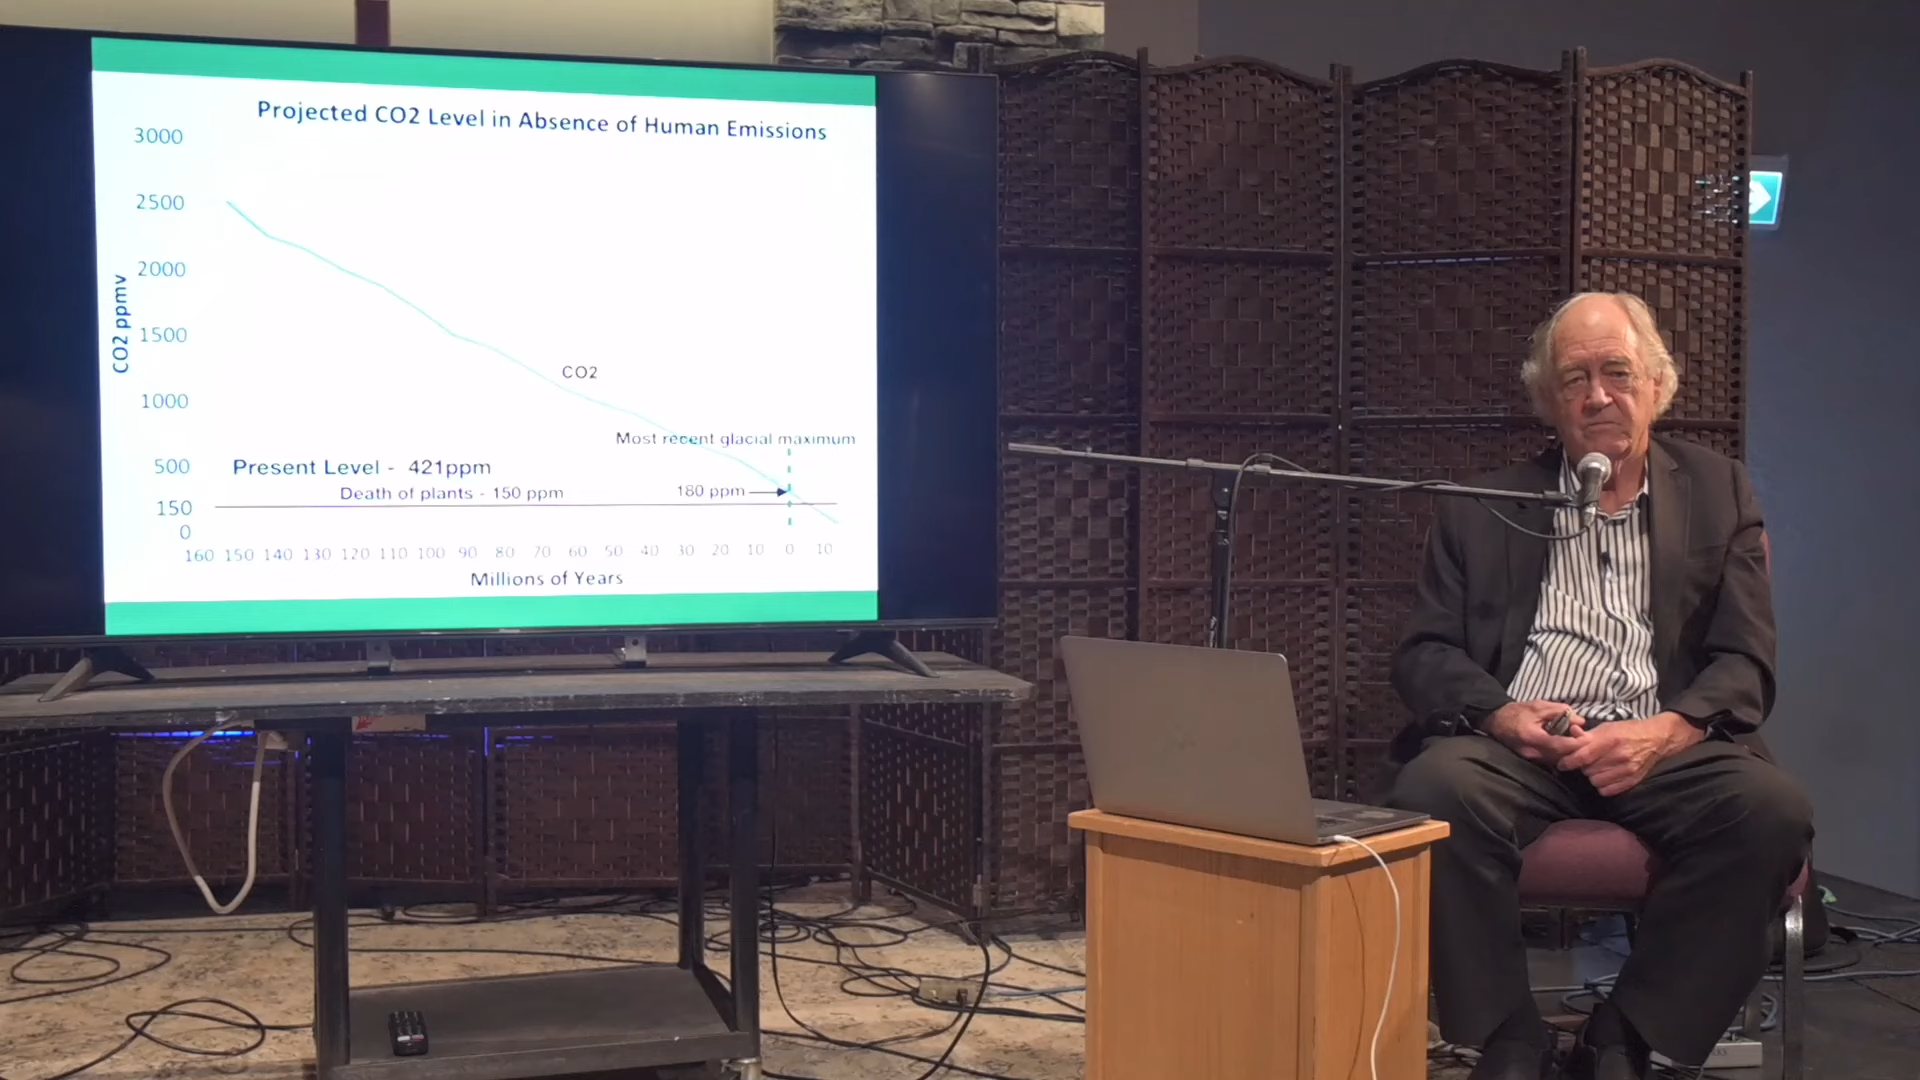 Projected CO2 Level in Absence of Human Emissions
3000
2500
2000
1500
1000
500
150
0
CO2 ppmv
CO2
Most recent glacial maximum
Present Level - 421ppm
Death of plants - 150 ppm
180 ppm
160 150 140 130 120 110 100 90 80 70 60 50 40 30 20 10 0 10
Millions of Years